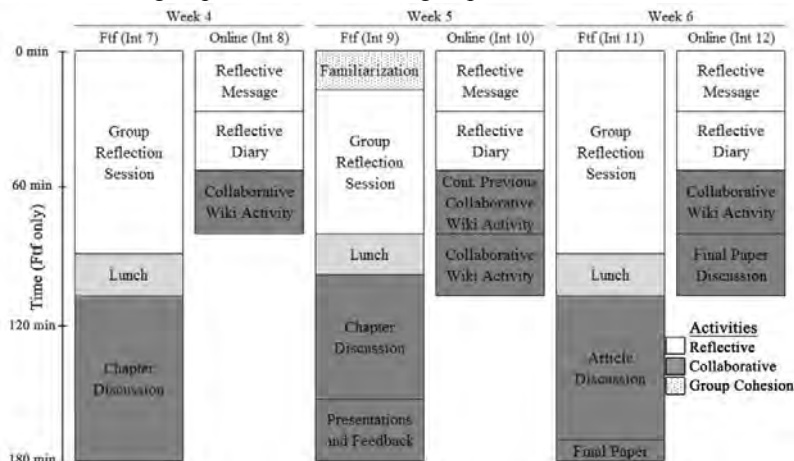 Week 4
Week 5
Week 6
Ftf (Int 7)
Online (Int 8)
Ftf (Int 9)
Online (Int 10)
Ftf (Int 11)
Online (Int 12)
0 min
60 min
120 min
180 min
Time (Ftf only)
Group
Reflection
Session
Lunch
Chapter
Discussion
Reflective
Message
Reflective
Diary
Collaborative
Wiki Activity
Familiarization
Group
Reflection
Session
Lunch
Chapter
Discussion
Presentations
and Feedback
Reflective
Message
Reflective
Diary
Cont. Previous
Collaborative
Wiki Activity
Collaborative
Wiki Activity
Group
Reflection
Session
Lunch
Article
Discussion
Final Paper
Reflective
Message
Reflective
Diary
Collaborative
Wiki Activity
Final Paper
Discussion
Activities
Reflective
Collaborative
Group Cohesion